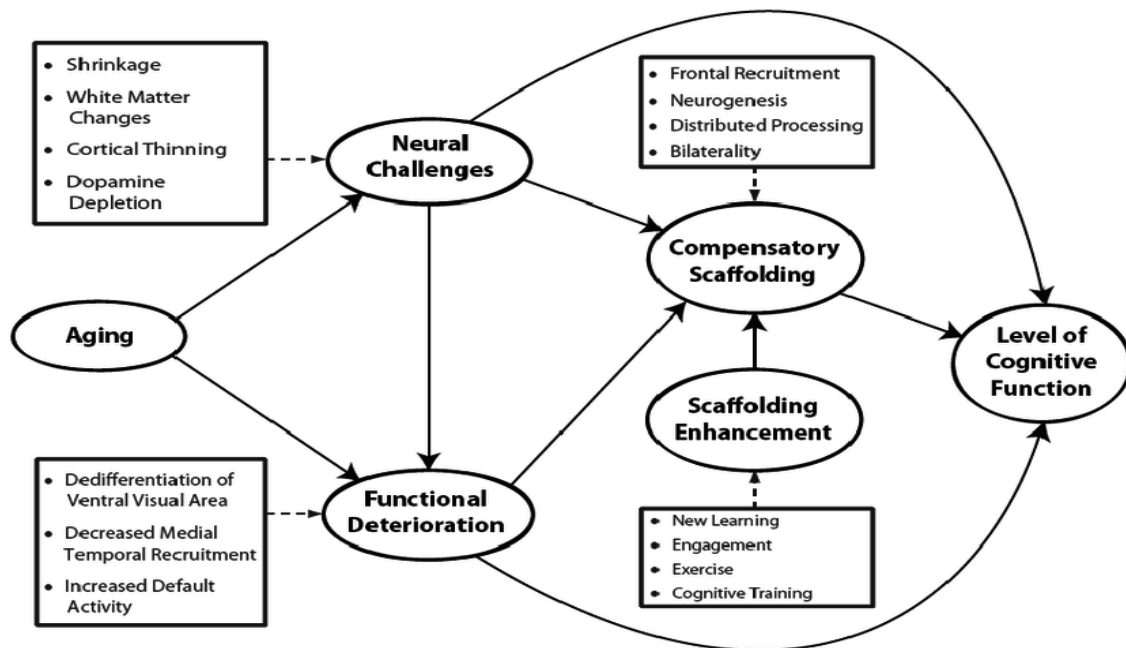 • Shrinkage
• White Matter
Changes
• Cortical Thinning
• Dopamine
Depletion
Neural
Challenges
• Frontal Recruitment
• Neurogenesis
• Distributed Processing
• Bilaterality
Compensatory
Scaffolding
Aging
Level of
Cognitive
Function
Scaffolding
Enhancement
• Dedifferentiation of
Ventral Visual Area
• Decreased Medial
Temporal Recruitment
• Increased Default
Activity
Functional
Deterioration
• New Learning
• Engagement
• Exercise
• Cognitive Training